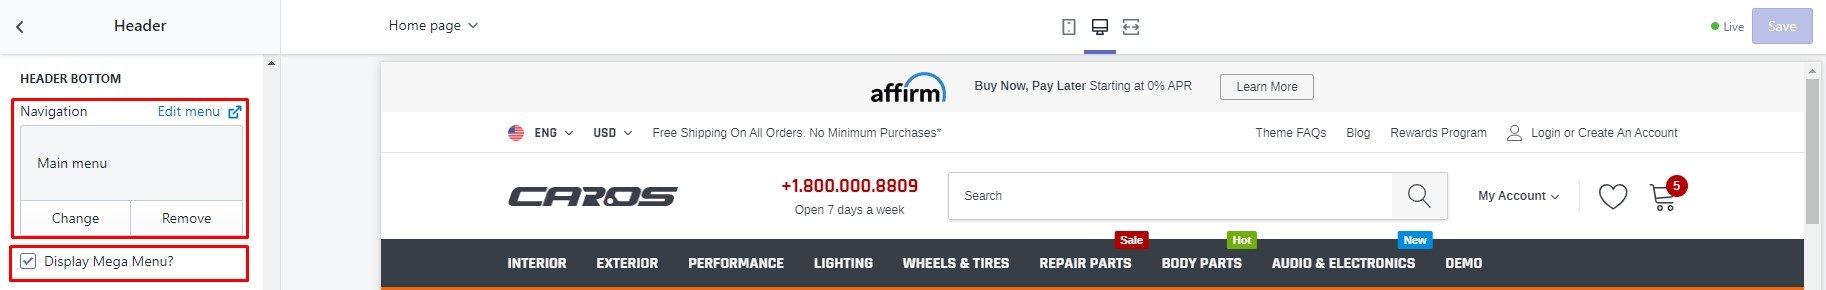 Header
Home page
Live
Save
HEADER BOTTOM
Navigation
Edit menu
Main menu
Change
Remove
Display Mega Menu?
affirm
Buy Now, Pay Later Starting at 0% APR
Learn More
ENG
USD
Free Shipping On All Orders. No Minimum Purchases*
Theme FAQs
Blog
Rewards Program
Login or Create An Account
CAROS
+1.800.000.8809
Open 7 days a week
Search
My Account
5
Sale
Hot
New
INTERIOR
EXTERIOR
PERFORMANCE
LIGHTING
WHEELS & TIRES
REPAIR PARTS
BODY PARTS
AUDIO & ELECTRONICS
DEMO